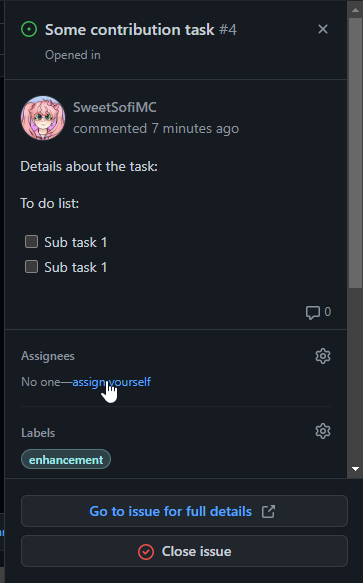 Some contribution task #4
Opened in
SweetSofiMC
commented 7 minutes ago
Details about the task:
To do list:
Sub task 1
Sub task 1
0
Assignees
No one—assign yourself
Labels
enhancement
Go to issue for full details
Close issue